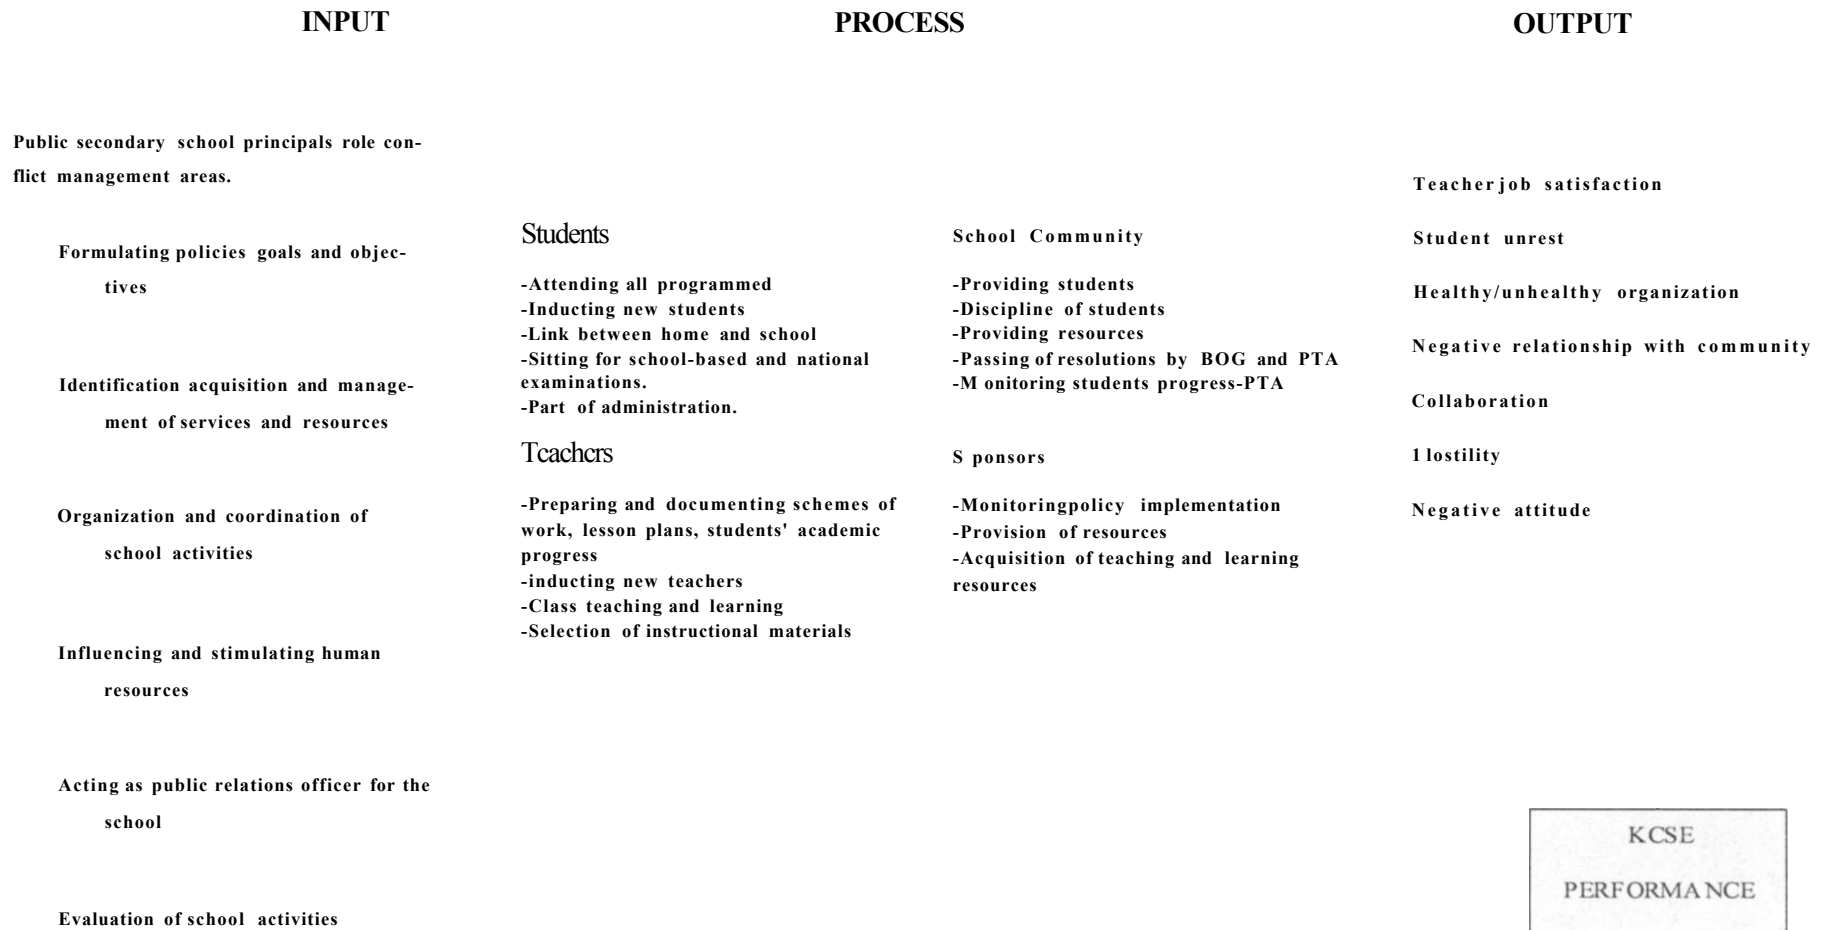 INPUT
PROCESS
OUTPUT
Public secondary school principals role con-
flict management areas.
Formulating policies goals and objec-
tives
Identification acquisition and manage-
ment of services and resources
Organization and coordination of
school activities
Influencing and stimulating human
resources
Acting as public relations officer for the
school
Evaluation of school activities
Students
-Attending all programmed
-Inducting new students
-Link between home and school
-Sitting for school-based and national
examinations.
-Part of administration.
Tcachcrs
-Preparing and documenting schemes of
work, lesson plans, students' academic
progress
-inducting new teachers
-Class teaching and learning
-Selection of instructional materials
School Community
-Providing students
-Discipline of students
-Providing resources
-Passing of resolutions by BOG and PTA
-M onitoring students progress-PTA
S ponsors
-Monitoringpolicy implementation
-Provision of resources
-Acquisition of teaching and learning
resources
Teacher job satisfaction
Student unrest
Healthy/unhealthy organization
Negative relationship with community
Collaboration
1 lostility
Negative attitude
KCSE
PERFORMA NCE